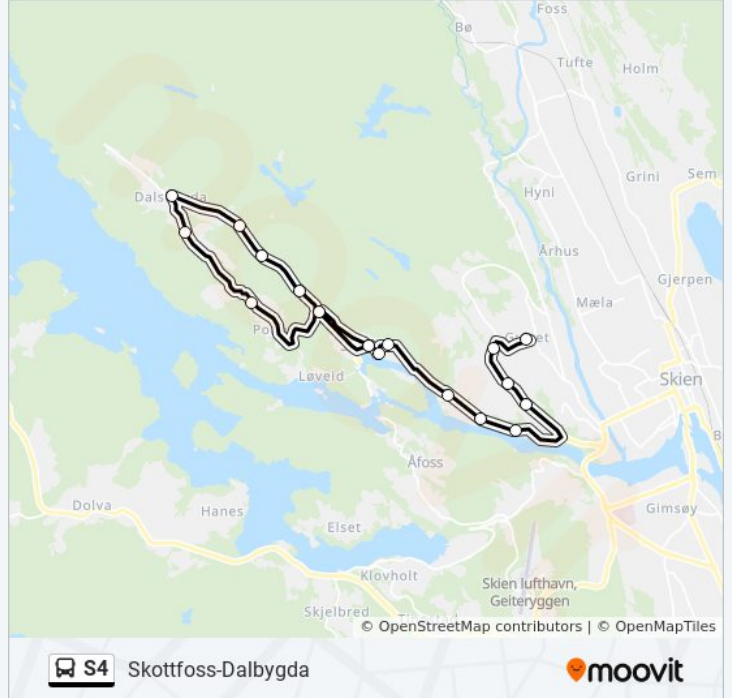 Foss
Bø
Tufte
Holm
Grini
Sem
Hyni
Århus
Gjerpen
Mæla
Skien
Løveid
Åfoss
Dolva
Hanes
Elset
Gimsøy
Klovholt
Skien lufthavn,
Geiteryggen
Skjelbred
© OpenStreetMap contributors | © OpenMapTiles
S4 Skottfoss-Dalbygda
moovit